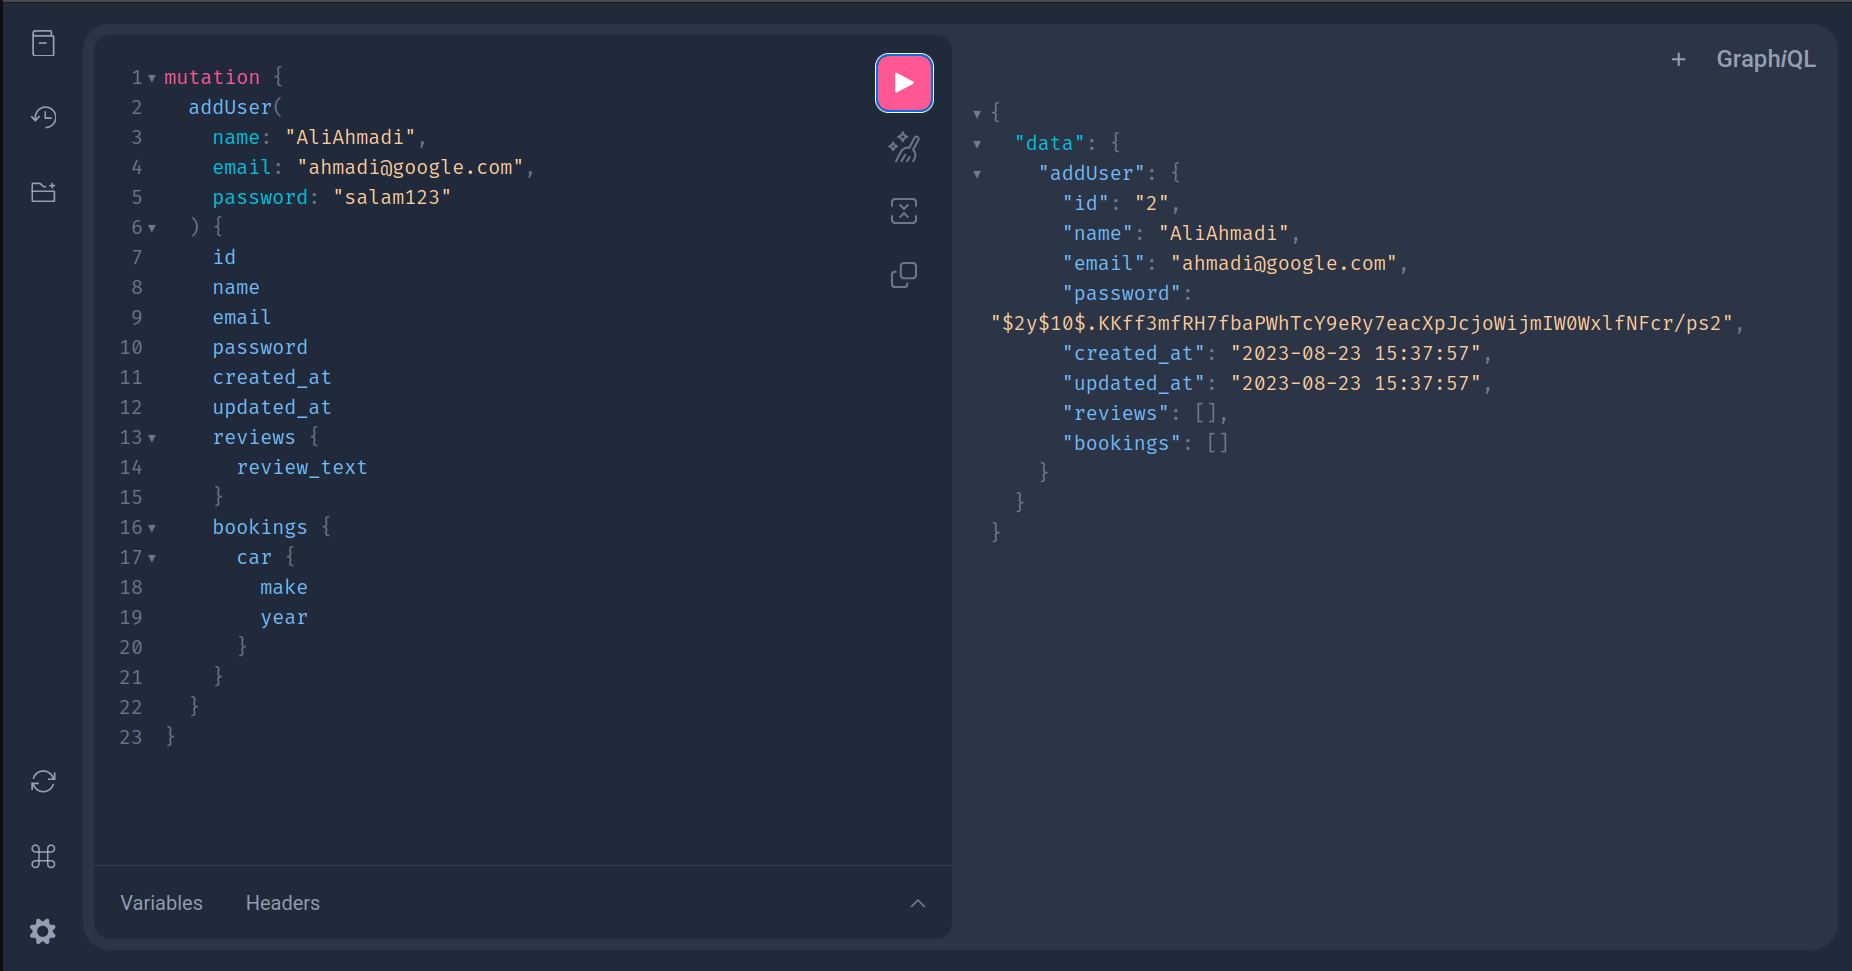 1 mutation {
2 addUser(
3 name: "AliAhmadi",
4 email: "ahmadi@google.com",
5 password: "salam123"
6 ) {
7 id
8 name
9 email
10 password
11 created_at
12 updated_at
13 reviews {
14 review_text
15 }
16 bookings {
17 car {
18 make
19 year
20 }
21 }
22 }
23 }
Variables Headers
+ GraphiQL
{
"data": {
"addUser": {
"id": "2",
"name": "AliAhmadi",
"email": "ahmadi@google.com",
"password":
"$2y$10$.KKff3mfRH7fbaPWhTcY9eRy7eacXpJcjoWijmIW0WxlfNFcr/ps2",
"created_at": "2023-08-23 15:37:57",
"updated_at": "2023-08-23 15:37:57",
"reviews": [],
"bookings": []
}
}
}